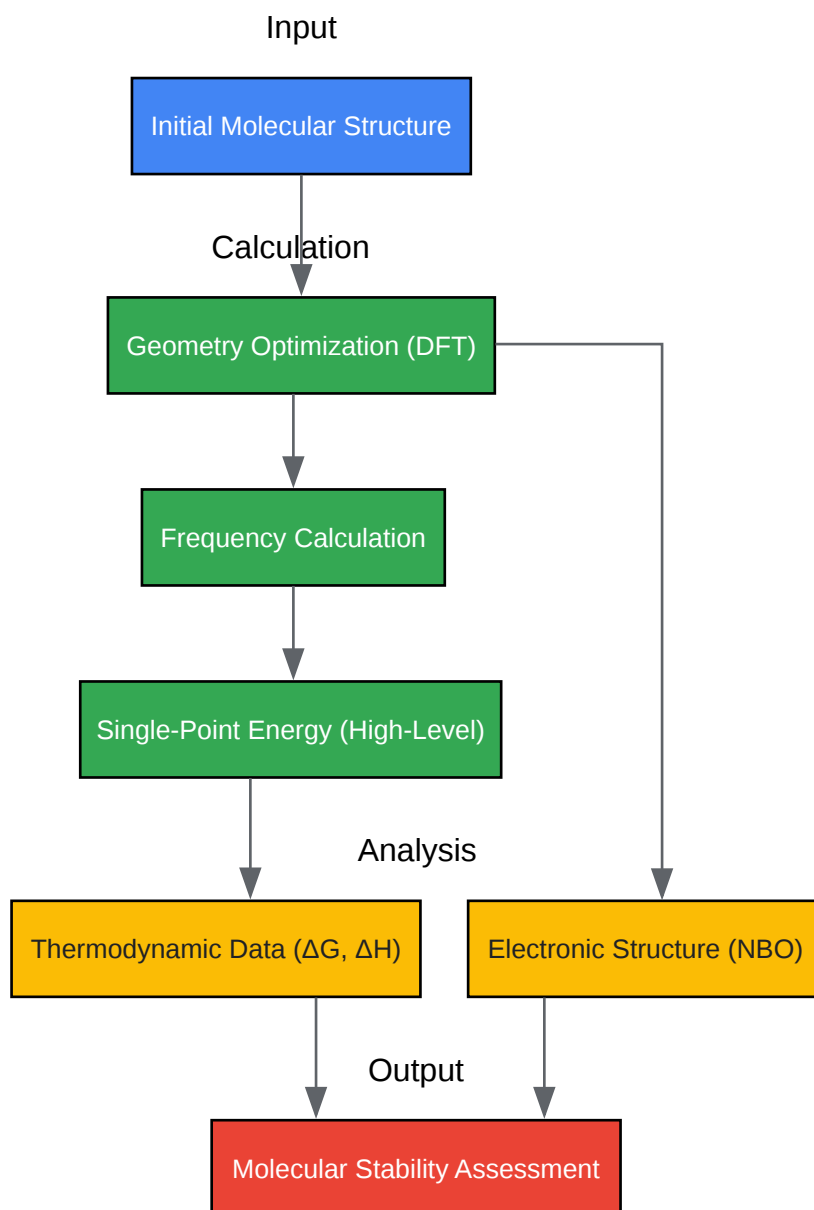 Input
Initial Molecular Structure
Calculation
Geometry Optimization (DFT)
Frequency Calculation
Single-Point Energy (High-Level)
Analysis
Thermodynamic Data (ΔG, ΔH)
Electronic Structure (NBO)
Output
Molecular Stability Assessment